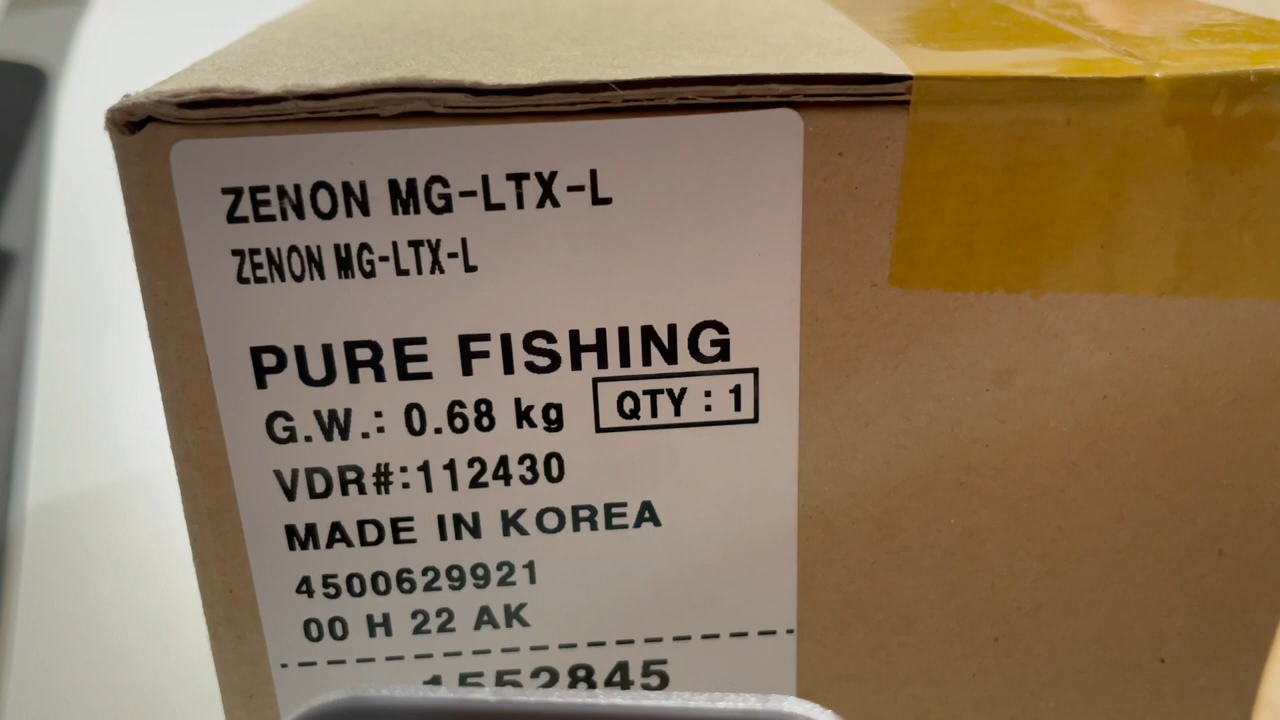 ZENON MG-LTX-L
ZENON MG-LTX-L
PURE FISHING
G.W.: 0.68 kg QTY : 1
VDR#:112430
MADE IN KOREA
4500629921
00 H 22 AK
1552845